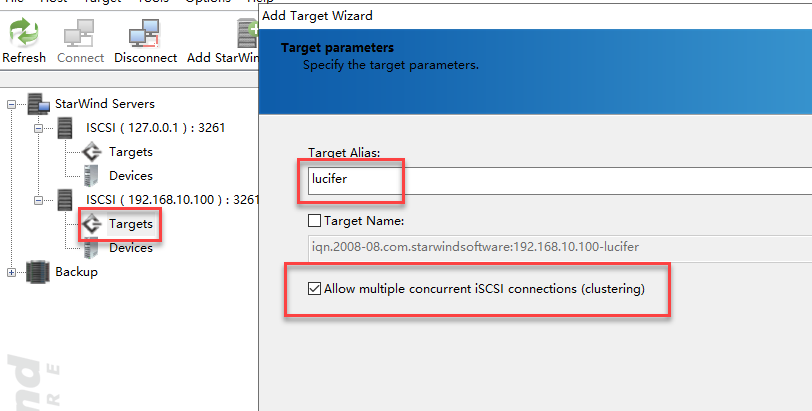 Refresh Connect Disconnect Add StarWin
StarWind Servers
ISCSI ( 127.0.0.1 ) : 3261
Targets
Devices
ISCSI ( 192.168.10.100 ) : 3261
Targets
Devices
Backup
Add Target Wizard
Target parameters
Specify the target parameters.
Target Alias:
lucifer
Target Name:
iqn.2008-08.com.starwindsoftware:192.168.10.100-lucifer
Allow multiple concurrent iSCSI connections (clustering)